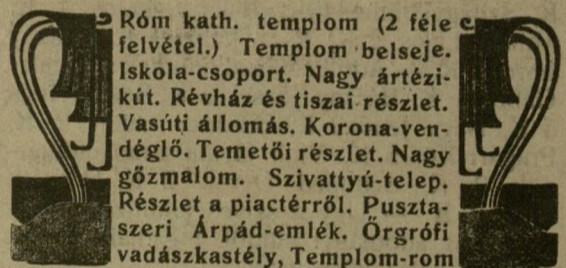 Róm kath. templom (2 féle
felvétel.) Templom belseje.
Iskola-csoport. Nagy ártézi-
kút. Révház és tiszai részlet.
Vasúti állomás. Korona-ven-
déglő. Temetői részlet. Nagy
gőzmalom. Szivattyú-telep.
Részlet a piactérről. Puszta-
szeri Árpád-emlék. Őrgrófi
vadászkastély, Templom-rom